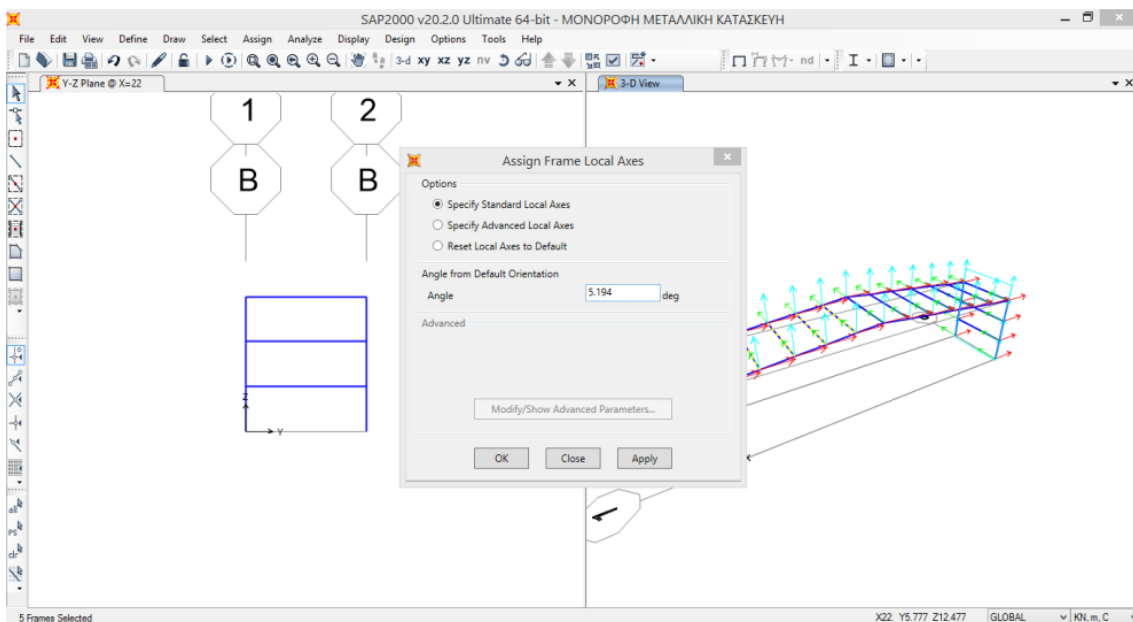 SAP2000 v20.2.0 Ultimate 64-bit - ΜΟΝΟΡΟΦΗ ΜΕΤΑΛΛΙΚΗ ΚΑΤΑΣΚΕΥΗ
File Edit View Define Draw Select Assign Analyze Display Design Options Tools Help
3-d xy xz yz nv nd
Y-Z Plane @ X=22
3-D View
1 2
B B
Z
Y
Assign Frame Local Axes
Options
Specify Standard Local Axes
Specify Advanced Local Axes
Reset Local Axes to Default
Angle from Default Orientation
Angle 5.194 deg
Advanced
Modify/Show Advanced Parameters...
OK Close Apply
1
all
ps
clr
5 Frames Selected X22. Y5.777 Z12.477 GLOBAL KN, m, C